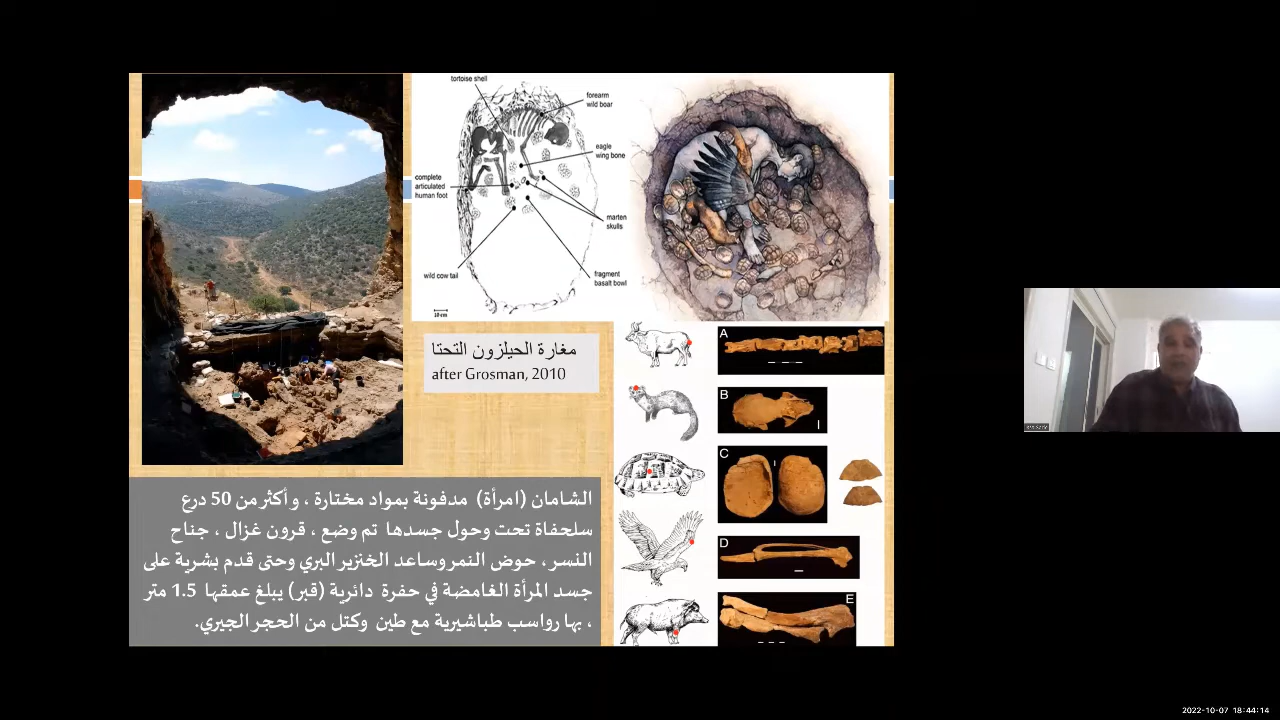 tortoise shell
forearm
wild boar
eagle
wing bone
complete
articulated
human foot
marten
skulls
wild cow tail
fragment
basalt bowl
10 cm
مغارة الحيلزون التحتا
after Grosman, 2010
A
B
C
D
E
الشامان (امرأة) مدفونة بمواد مختارة ، و أكثر من 50 درع
سلحفاة تحت وحول جسدها تم وضع ، قرون غزال ، جناح
النسر، حوض النمر وساعد الخنزير البري وحتى قدم بشرية على
جسد المرأة الغامضة في حفرة دائرية (قبر) يبلغ عمقها 1.5 متر
، بها رواسب طباشيرية مع طين وكتل من الحجر الجيري.
2022-10-07 18:44:14